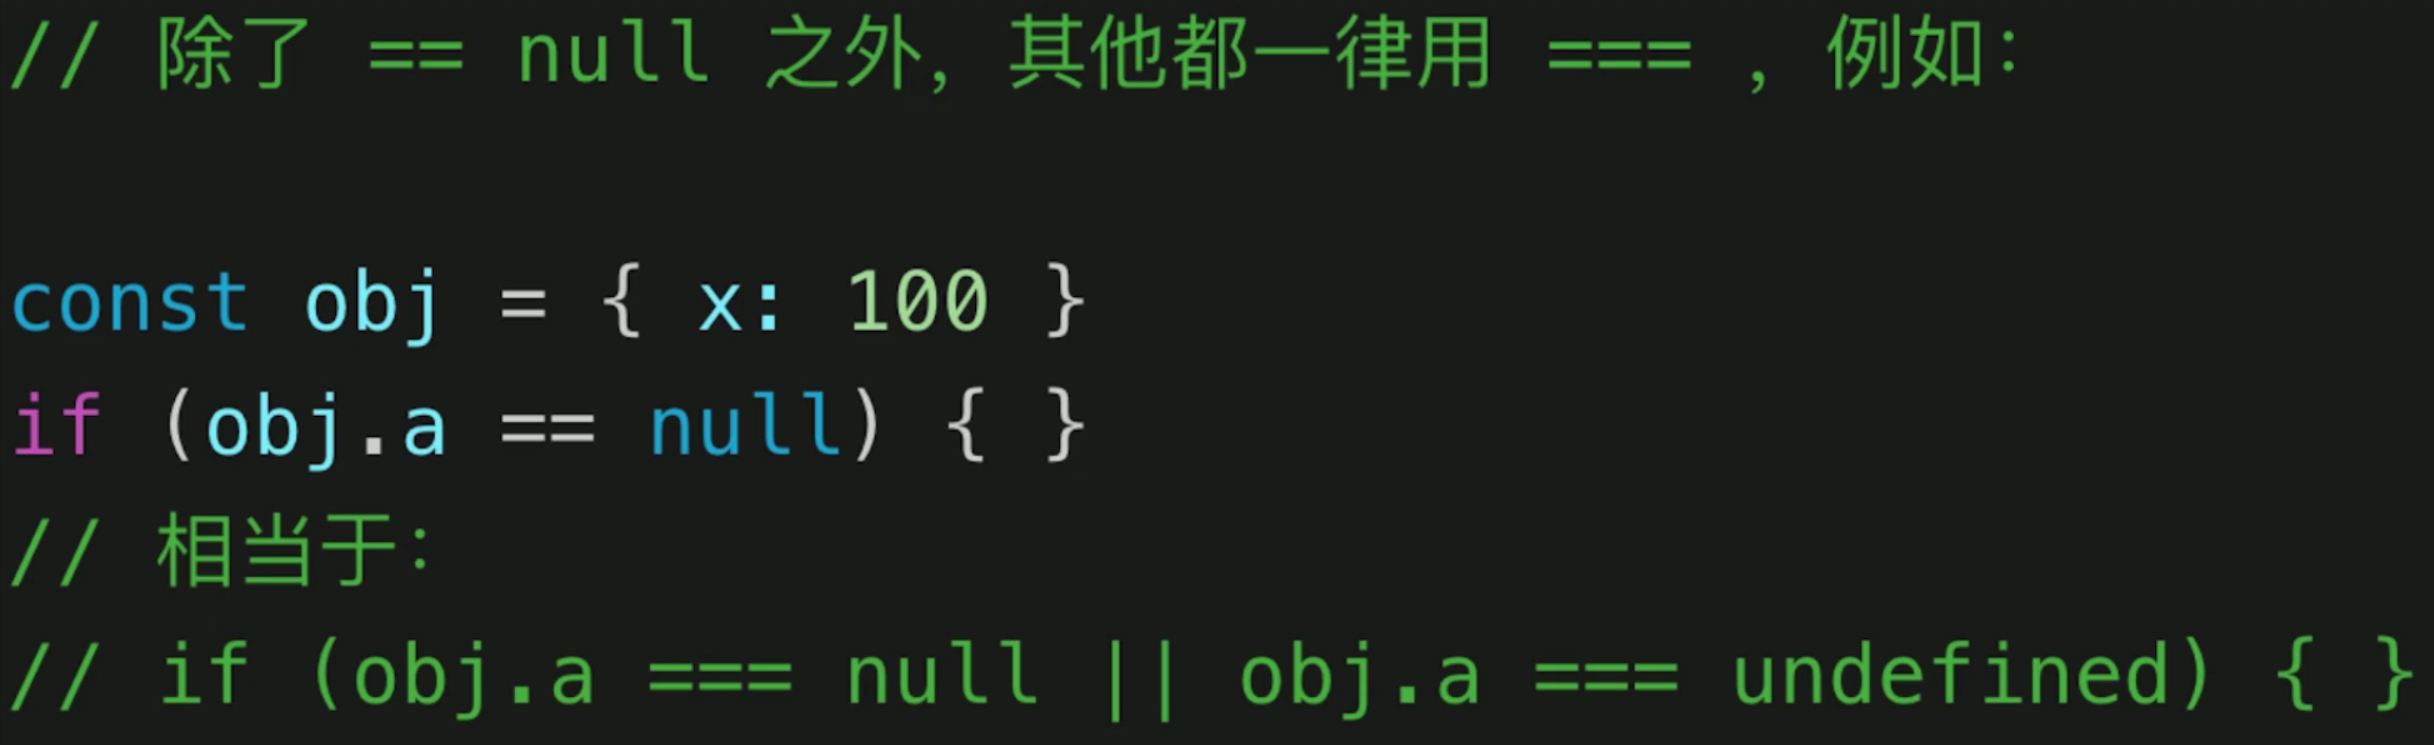 // 除了 == null 之外，其他都一律用 === ，例如：
const obj = { x: 100 }
if (obj.a == null) { }
// 相当于：
// if (obj.a === null || obj.a === undefined) { }